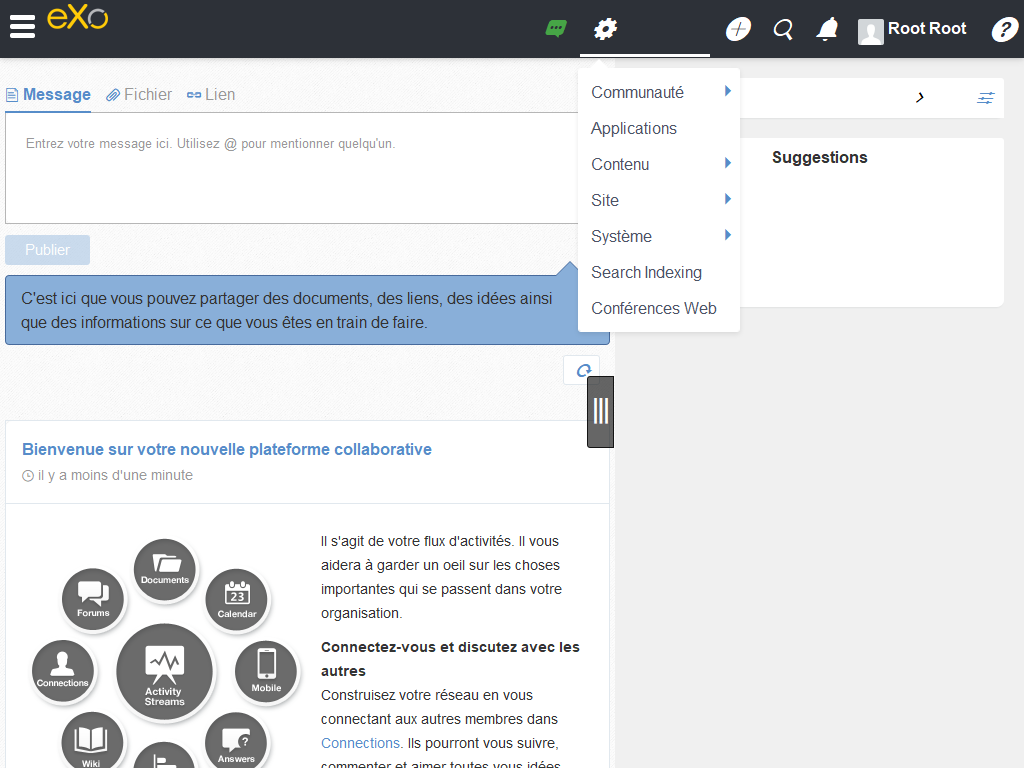 eXo
Root Root
?
Message
Fichier
Lien
Entrez votre message ici. Utilisez @ pour mentionner quelqu'un.
Publier
C'est ici que vous pouvez partager des documents, des liens, des idées ainsi
que des informations sur ce que vous êtes en train de faire.
Communauté
Applications
Contenu
Site
Système
Search Indexing
Conférences Web
Suggestions
Bienvenue sur votre nouvelle plateforme collaborative
il y a moins d'une minute
Documents
Forums
23
Calendar
Connections
Activity
Streams
Mobile
Wiki
?
Answers
Il s'agit de votre flux d'activités. Il vous
aidera à garder un oeil sur les choses
importantes qui se passent dans votre
organisation.
Connectez-vous et discutez avec les
autres
Construisez votre réseau en vous
connectant aux autres membres dans
Connections. Ils pourront vous suivre,
commenter et aimer toutes vous idées